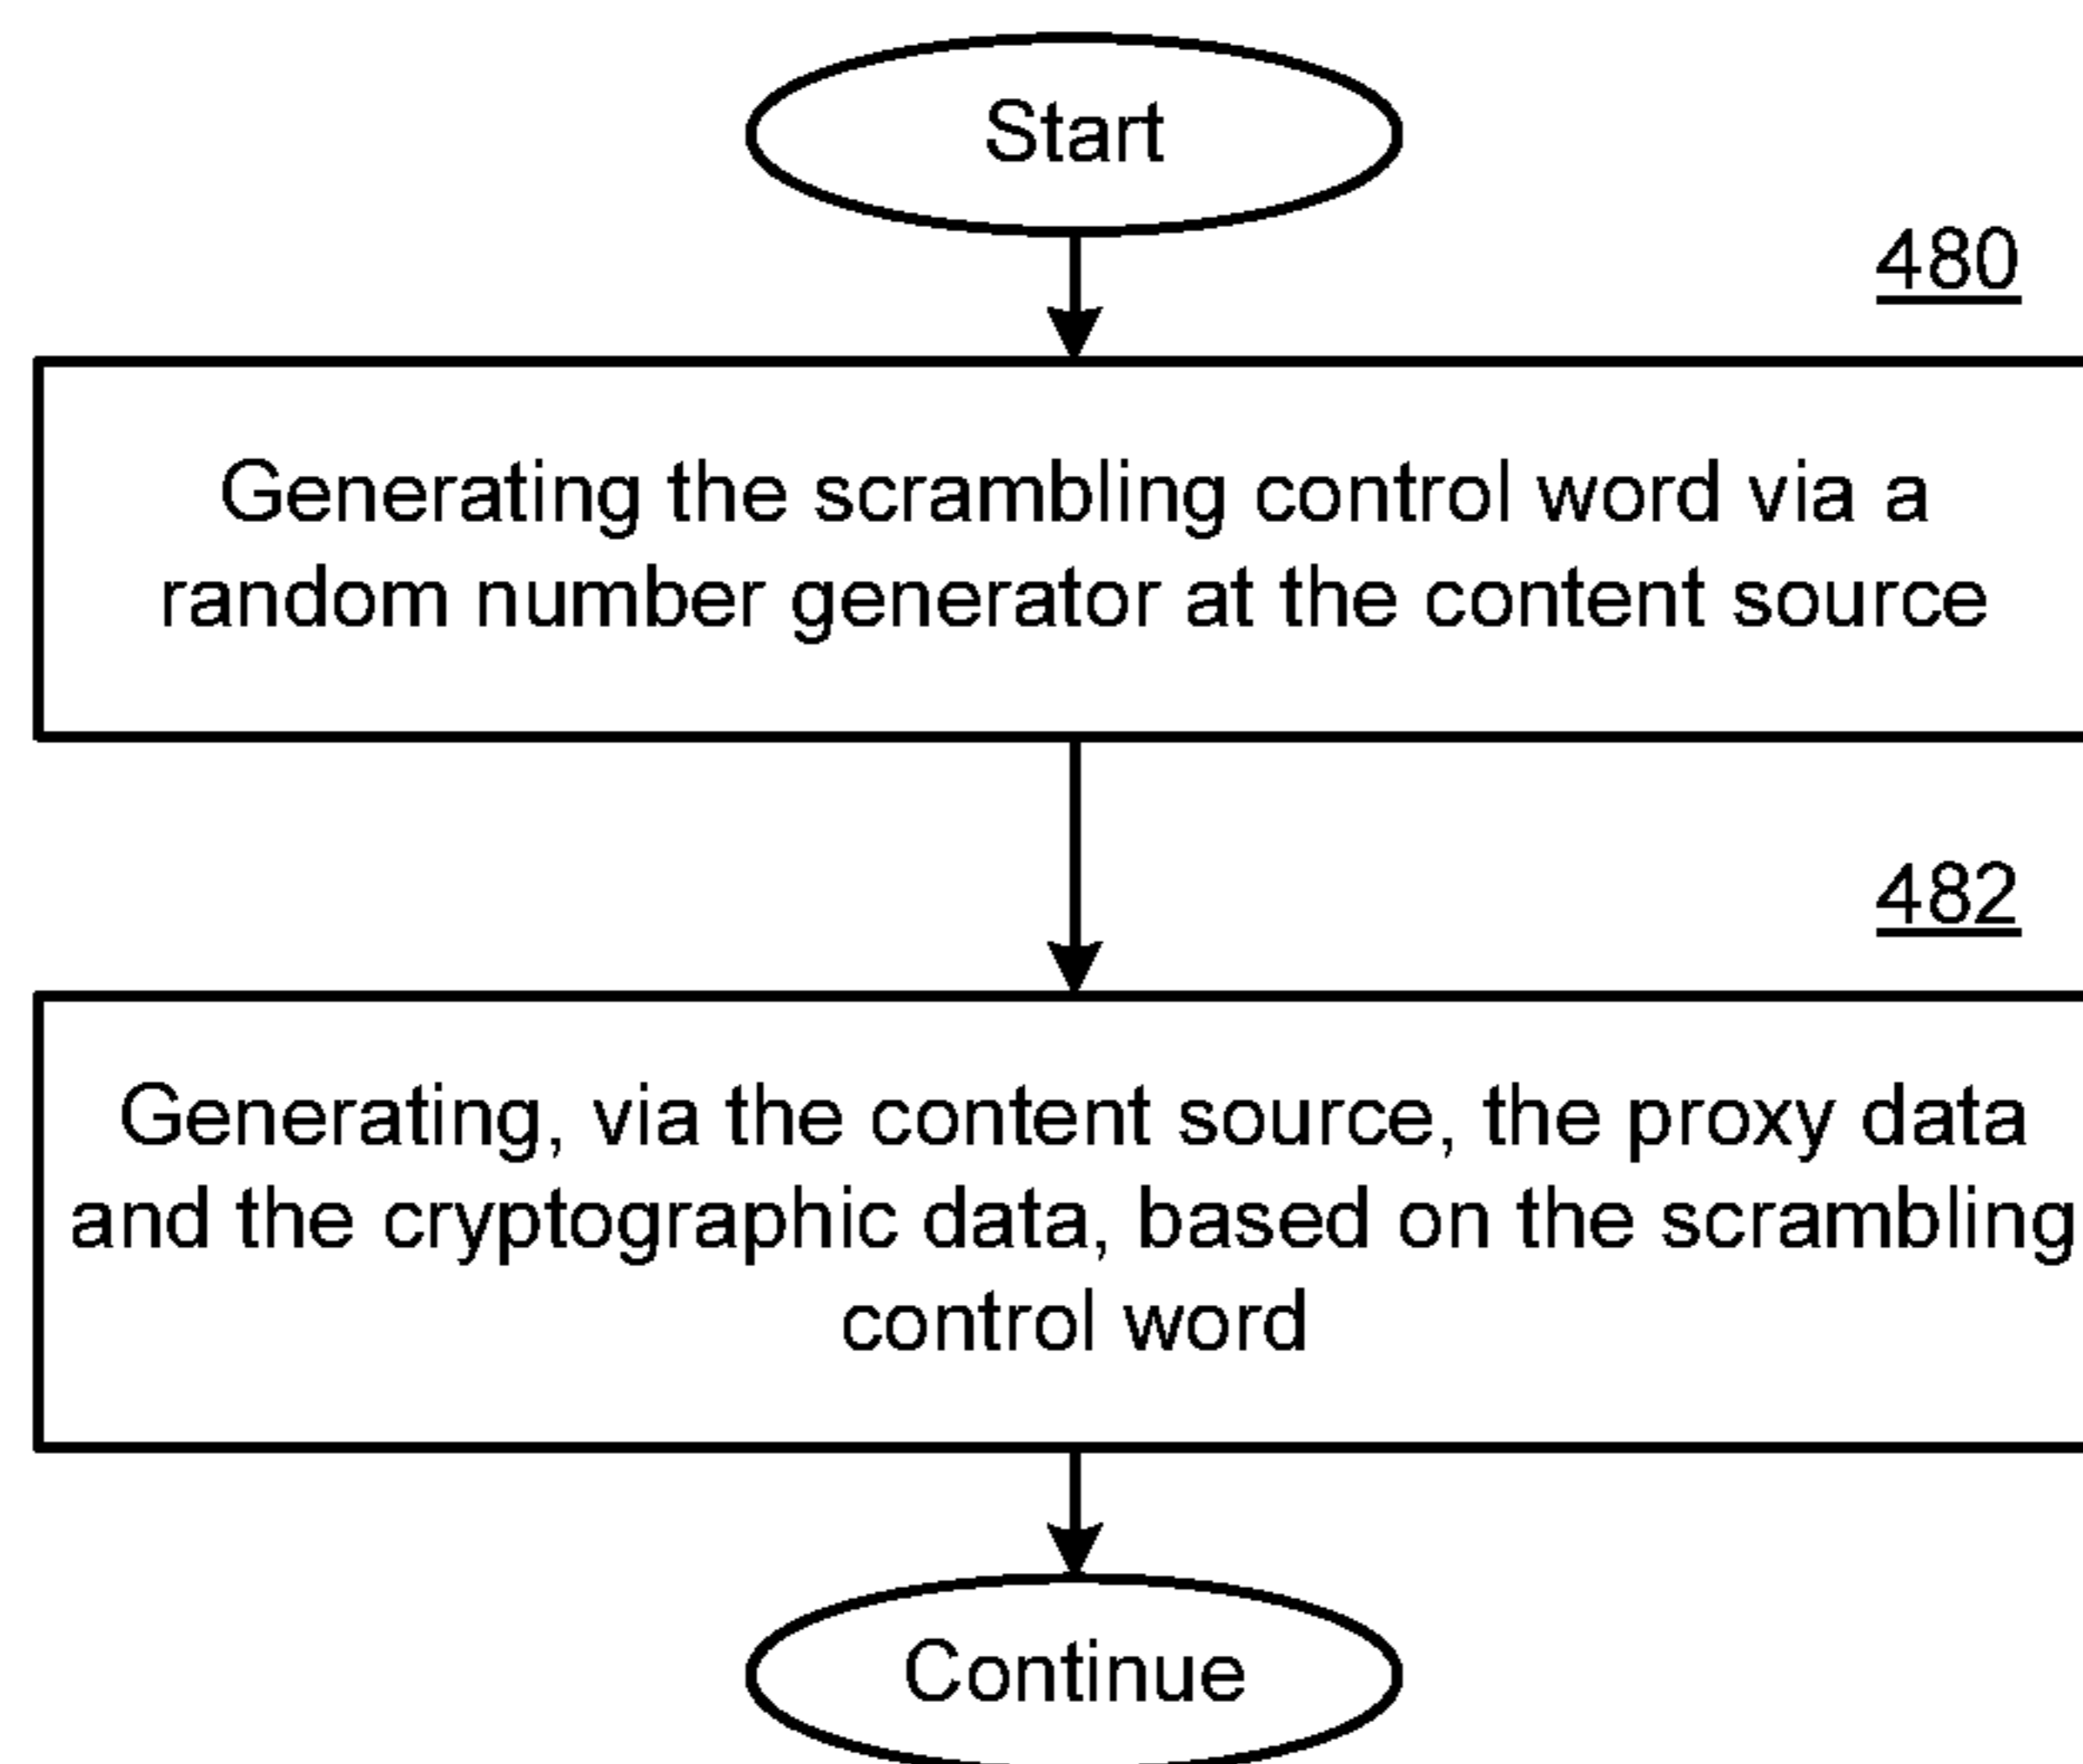 Start
480
Generating the scrambling control word via a
random number generator at the content source
482
Generating, via the content source, the proxy data
and the cryptographic data, based on the scrambling
control word
Continue